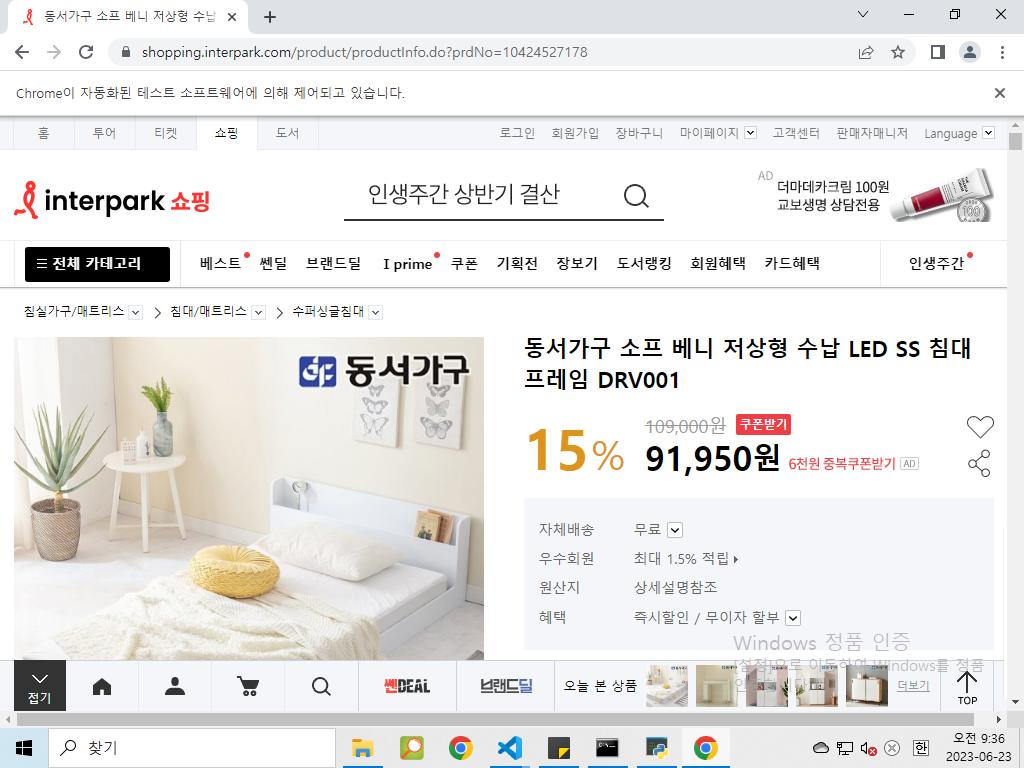 동서가구 소프 베니 저상형 수납
shopping.interpark.com/product/productInfo.do?prdNo=10424527178
Chrome이 자동화된 테스트 소프트웨어에 의해 제어되고 있습니다.
홈 투어 티켓 쇼핑 도서 로그인 회원가입 장바구니 마이페이지 고객센터 판매자매니저 Language
interpark 쇼핑
인생주간 상반기 결산
AD
더마데카크림 100원
교보생명 상담전용
100
전체 카테고리 베스트 쎈딜 브랜드딜 I prime 쿠폰 기획전 장보기 도서랭킹 회원혜택 카드혜택 인생주간
침실가구/매트리스 > 침대/매트리스 > 수퍼싱글침대
동서가구
동서가구 소프 베니 저상형 수납 LED SS 침대
프레임 DRV001
15% 109,000원 쿠폰받기
91,950원 6천원 중복쿠폰받기 AD
자체배송 무료
우수회원 최대 1.5% 적립
원산지 상세설명참조
혜택 즉시할인 / 무이자 할부
Windows 정품 인증
[설정]으로 이동하여 Windows를 정품
접기
쎈DEAL
브랜드딜
오늘 본 상품
더보기
TOP
찾기
한
오전 9:36
2023-06-23